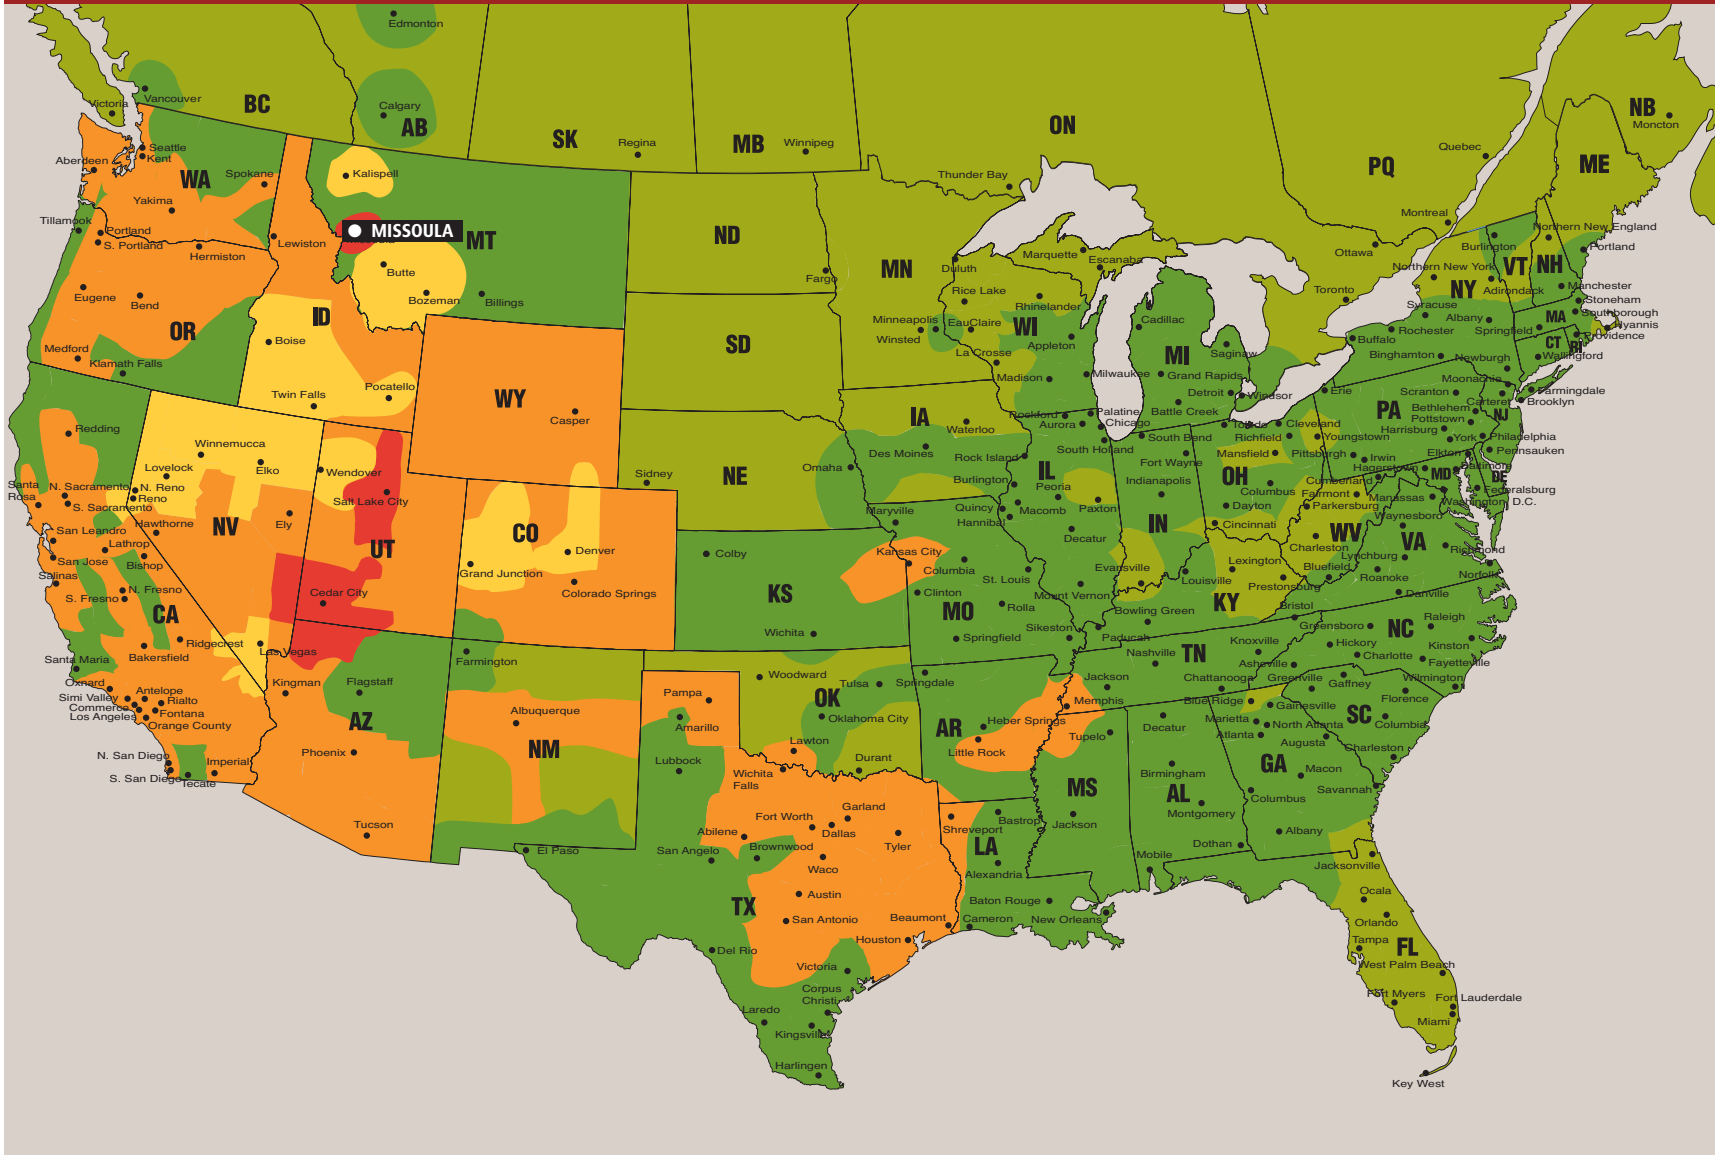 Edmonton
Vancouver
Victoria
BC
Calgary
AB
SK
Regina
MB
Winnipeg
ON
PQ
Quebec
NB
Moncton
ME
Thunder Bay
Montreal
Ottawa
Toronto
Seattle
Kent
Aberdeen
WA
Spokane
Yakima
Tillamook
Portland
S. Portland
Hermiston
Lewiston
Kalispell
MISSOULA
MT
Butte
Bozeman
Billings
Eugene
Bend
OR
Medford
Klamath Falls
ID
Boise
Twin Falls
Pocatello
WY
Casper
ND
Fargo
SD
MN
Duluth
Minneapolis
Winsted
Marquette
Escanaba
Rice Lake
Rhinelander
EauClaire
WI
Appleton
La Crosse
Madison
Milwaukee
Cadillac
MI
Saginaw
Grand Rapids
Detroit
Windsor
Battle Creek
Northern New England
Burlington
Portland
Northern New York
VT
NH
NY
Adirondack
Manchester
Stoneham
Southborough
Hyannis
MA
Syracuse
Albany
Springfield
Rochester
Buffalo
CT
RI
Providence
Wallingford
Binghamton
Newburgh
Moonachie
Farmingdale
Brooklyn
Carteret
Erie
Scranton
PA
Bethlehem
Pottstown
NJ
Harrisburg
York
Philadelphia
Pennsauken
Pittsburgh
Irwin
Elkton
Hagerstown
MD
Baltimore
DE
Cumberland
Federalsburg
Fairmont
Manassas
Washington, D.C.
Parkersburg
Waynesboro
WV
VA
Charleston
Lynchburg
Richmond
Bluefield
Roanoke
Norfolk
Danville
Redding
Winnemucca
Lovelock
Elko
Wendover
Santa
Rosa
N. Sacramento
N. Reno
Reno
S. Sacramento
Salt Lake City
San Leandro
Hawthorne
Ely
NV
Lathrop
San Jose
Bishop
UT
Salinas
N. Fresno
S. Fresno
CA
Cedar City
Ridgecrest
Las Vegas
Bakersfield
Santa Maria
Oxnard
Antelope
Simi Valley
Rialto
Commerce
Fontana
Los Angeles
Orange County
N. San Diego
Imperial
S. San Diego
Tecate
Kingman
Flagstaff
AZ
Phoenix
Tucson
CO
Denver
Grand Junction
Colorado Springs
Farmington
Albuquerque
NM
Sidney
NE
Omaha
Colby
KS
Wichita
IA
Waterloo
Des Moines
Rock Island
Burlington
Rockford
Palatine
Aurora
Chicago
South Holland
IL
Peoria
Quincy
Macomb
Hannibal
Paxton
Decatur
Maryville
Kansas City
Columbia
St. Louis
Clinton
MO
Rolla
Mount Vernon
Springfield
Sikeston
South Bend
Fort Wayne
Indianapolis
IN
Evansville
Toledo
Cleveland
Richfield
Youngstown
Mansfield
OH
Columbus
Dayton
Cincinnati
Lexington
Louisville
Prestonsburg
KY
Bowling Green
Paducah
Bristol
Knoxville
Nashville
TN
Jackson
Chattanooga
Memphis
Greensboro
Raleigh
NC
Hickory
Kinston
Asheville
Charlotte
Fayetteville
Greenville
Gaffney
Wilmington
Florence
SC
Columbia
Charleston
Blue Ridge
Gainesville
Marietta
North Atlanta
Atlanta
Augusta
GA
Macon
Columbus
Savannah
Albany
Woodward
Tulsa
Springdale
OK
Oklahoma City
Lawton
Durant
Pampa
Amarillo
Lubbock
Wichita
Falls
Garland
Fort Worth
Dallas
Abilene
Brownwood
Tyler
El Paso
San Angelo
Waco
Austin
TX
San Antonio
Beaumont
Houston
Del Rio
Victoria
Corpus
Christi
Laredo
Kingsville
Harlingen
AR
Heber Springs
Little Rock
Tupelo
Shreveport
Bastrop
LA
Alexandria
Baton Rouge
Cameron
New Orleans
MS
Jackson
Decatur
Birmingham
AL
Montgomery
Dothan
Mobile
Jacksonville
Ocala
Orlando
Tampa
FL
West Palm Beach
Fort Myers
Fort Lauderdale
Miami
Key West